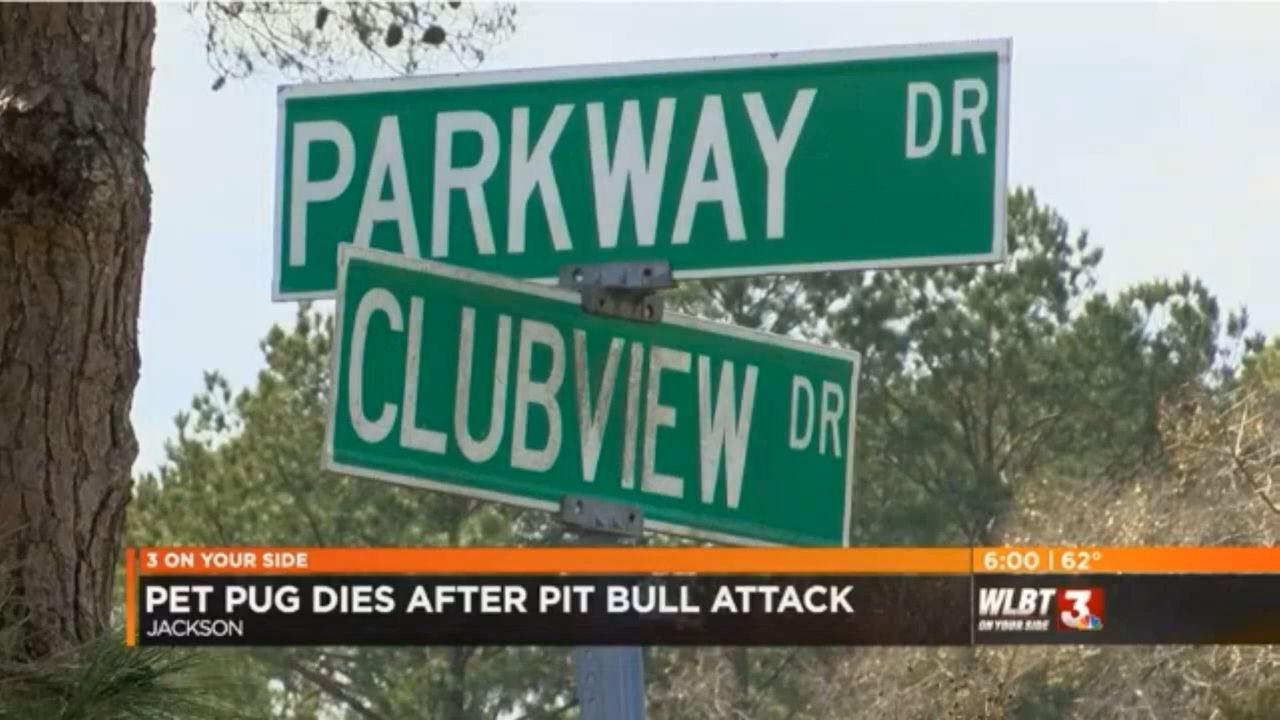 PARKWAY DR
CLUBVIEW DR
3 ON YOUR SIDE
6:00 | 62°
PET PUG DIES AFTER PIT BULL ATTACK
JACKSON
WLBT 3
ON YOUR SIDE